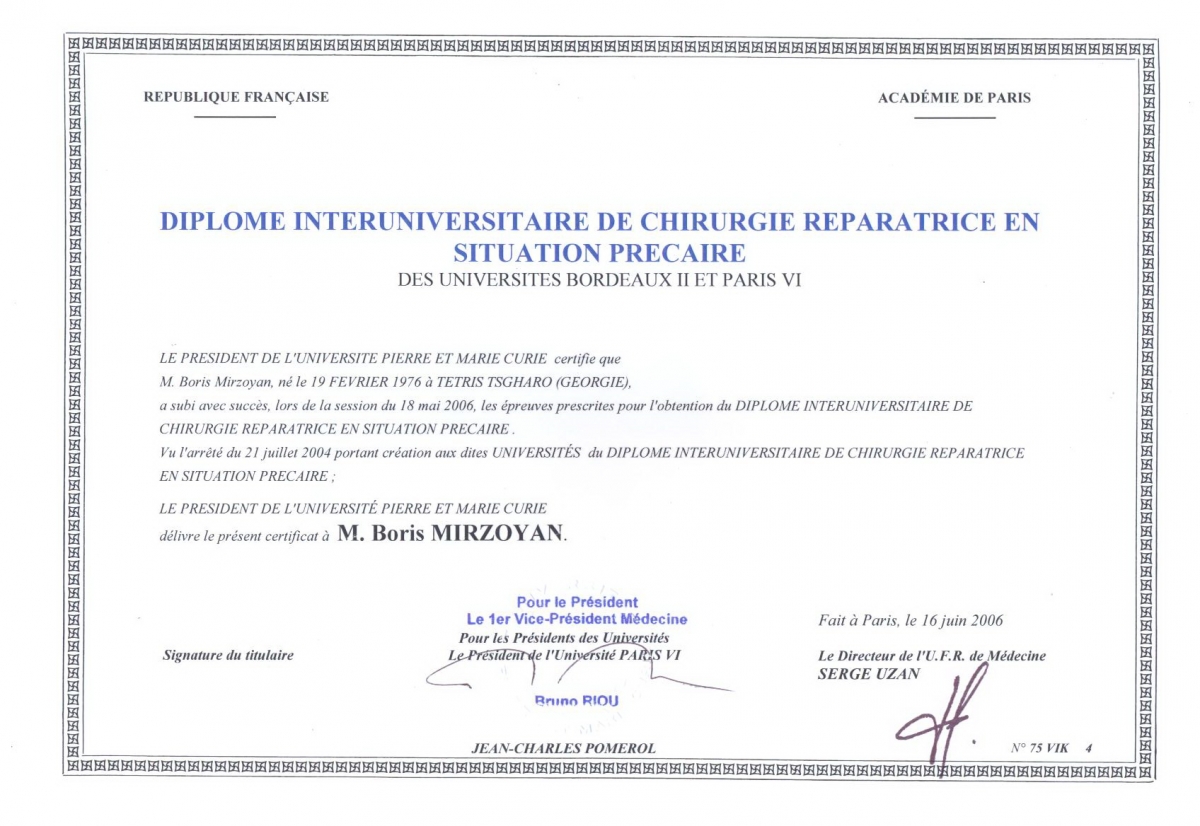 REPUBLIQUE FRANÇAISE
ACADÉMIE DE PARIS
DIPLOME INTERUNIVERSITAIRE DE CHIRURGIE REPARATRICE EN
SITUATION PRECAIRE
DES UNIVERSITES BORDEAUX II ET PARIS VI
LE PRESIDENT DE L'UNIVERSITE PIERRE ET MARIE CURIE certifie que
M. Boris Mirzoyan, né le 19 FEVRIER 1976 à TETRIS TSGHARO (GEORGIE),
a subi avec succès, lors de la session du 18 mai 2006, les épreuves prescrites pour l'obtention du DIPLOME INTERUNIVERSITAIRE DE
CHIRURGIE REPARATRICE EN SITUATION PRECAIRE .
Vu l'arrêté du 21 juillet 2004 portant création aux dites UNIVERSITÉS du DIPLOME INTERUNIVERSITAIRE DE CHIRURGIE REPARATRICE
EN SITUATION PRECAIRE ;
LE PRESIDENT DE L'UNIVERSITÉ PIERRE ET MARIE CURIE
délivre le présent certificat à M. Boris MIRZOYAN.
Pour le Président
Le 1er Vice-Président Médecine
Pour les Présidents des Universités
Le Président de l'Université PARIS VI
Bruno RIOU
JEAN-CHARLES POMEROL
Signature du titulaire
Fait à Paris, le 16 juin 2006
Le Directeur de l'U.F.R. de Médecine
SERGE UZAN
N° 75 VIK 4